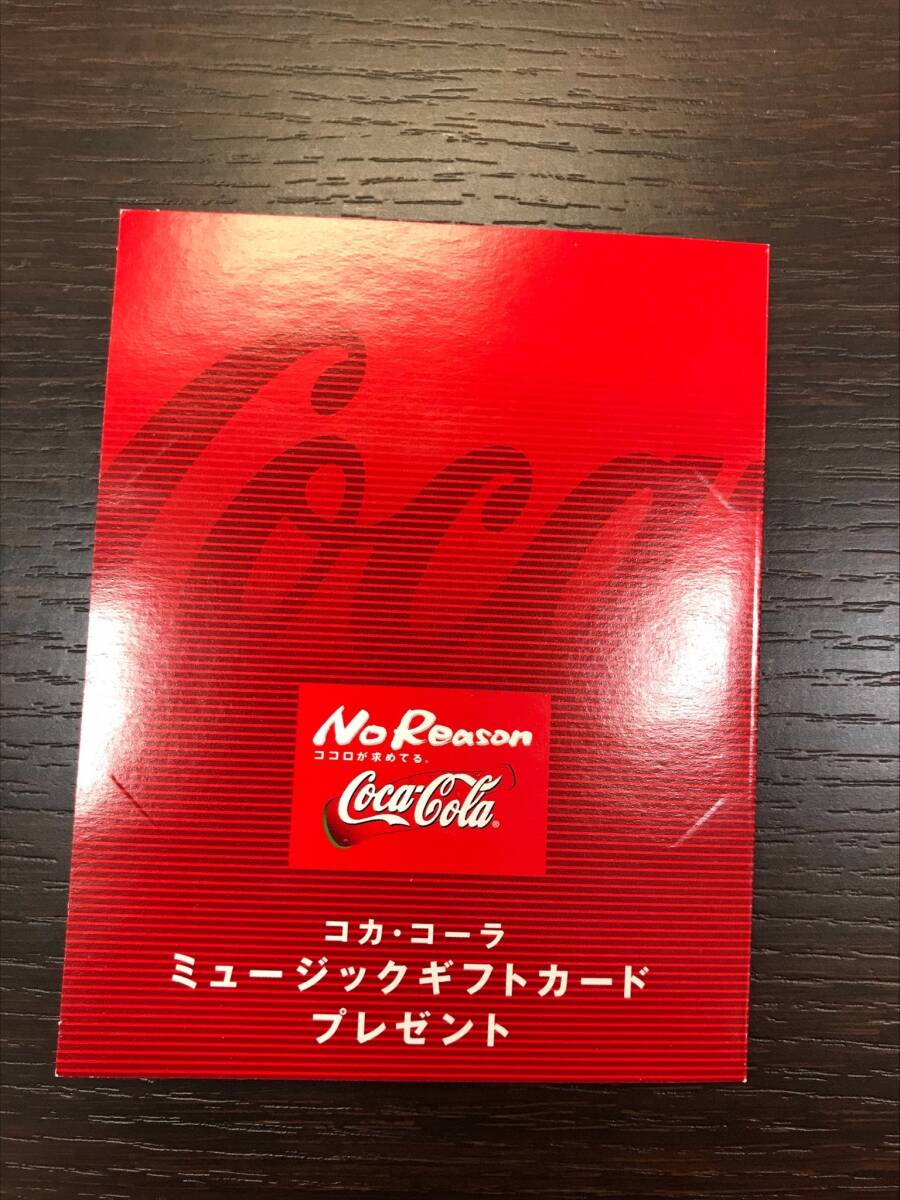 Coca
No Reason
ココロが求めてる。
Coca-Cola®
コカ・コーラ
ミュージックギフトカード
プレゼント